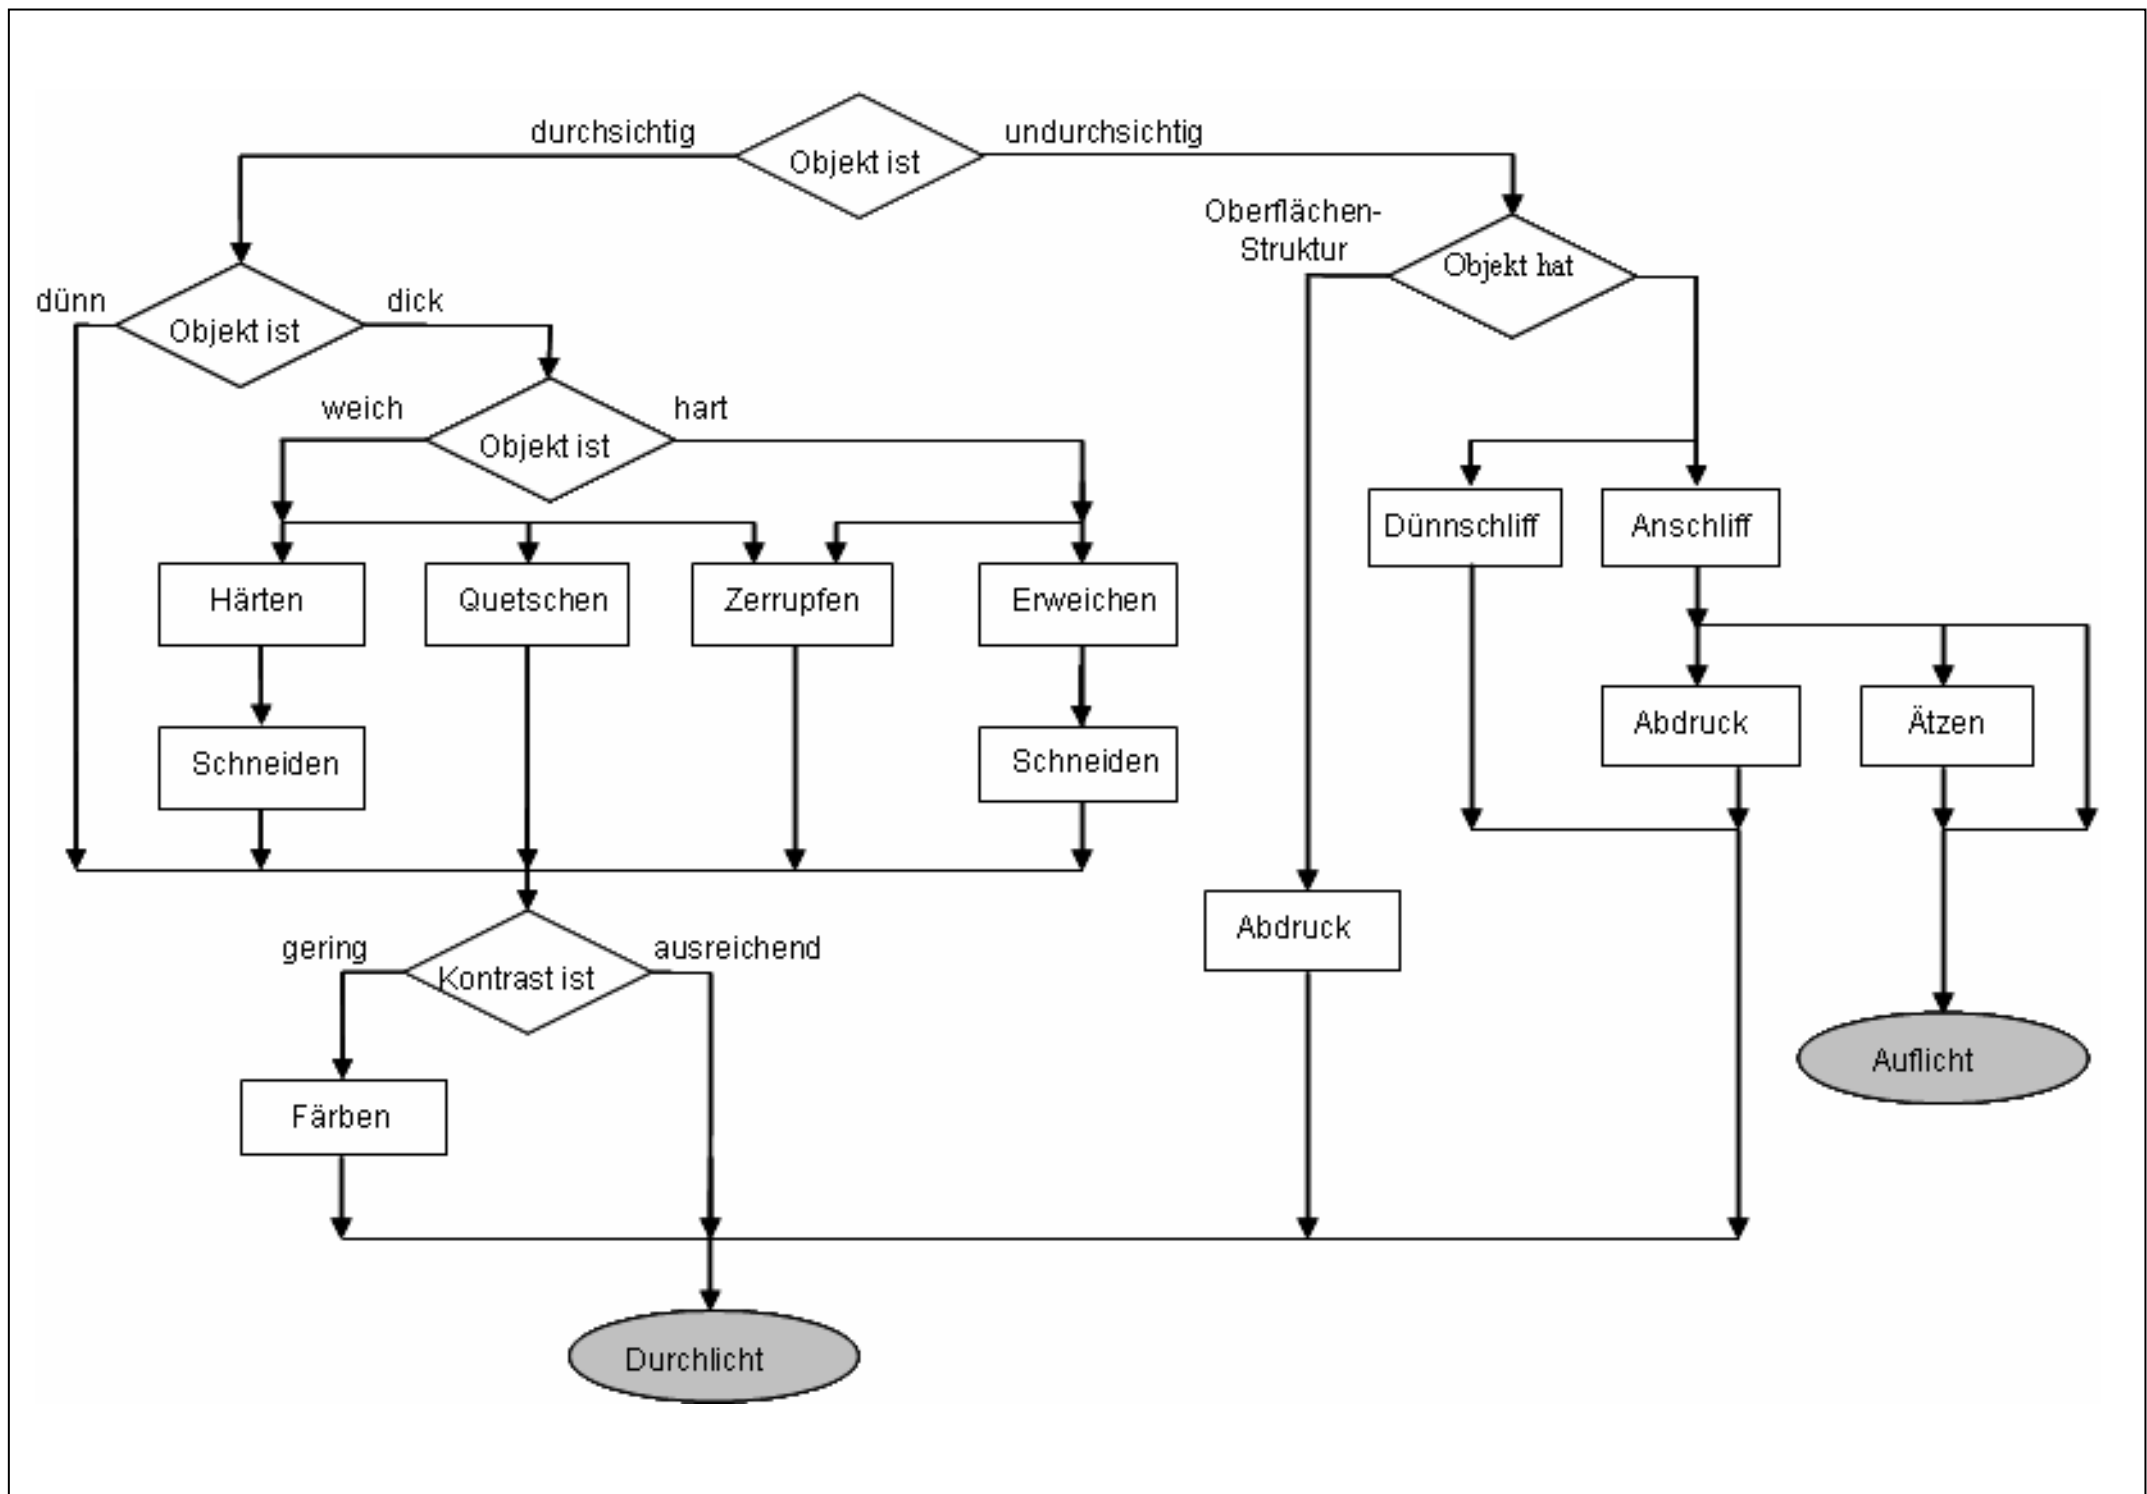 durchsichtig
undurchsichtig
Objekt ist
Oberflächen-
Struktur
Objekt hat
dünn
dick
Objekt ist
weich
hart
Objekt ist
Dünnschliff
Anschliff
Härten
Quetschen
Zerrupfen
Erweichen
Abdruck
Ätzen
Schneiden
Schneiden
Abdruck
gering
ausreichend
Kontrast ist
Auflicht
Färben
Durchlicht